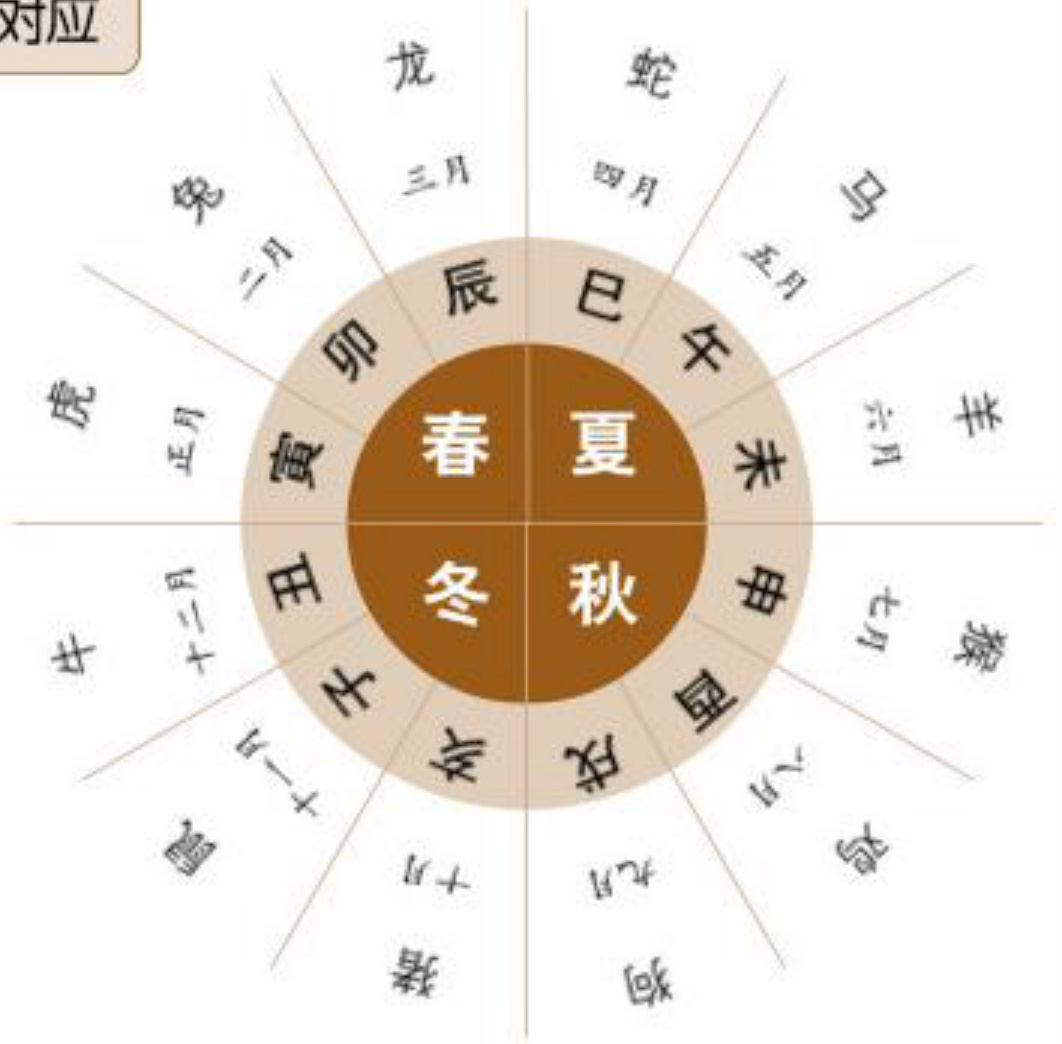 对应
龙
三月
辰
蛇
四月
巳
马
五月
午
羊
六月
未
猴
七月
申
鸡
八月
酉
狗
九月
戌
猪
十月
亥
鼠
十一月
子
牛
十二月
丑
虎
正月
寅
兔
二月
卯
春
夏
冬
秋